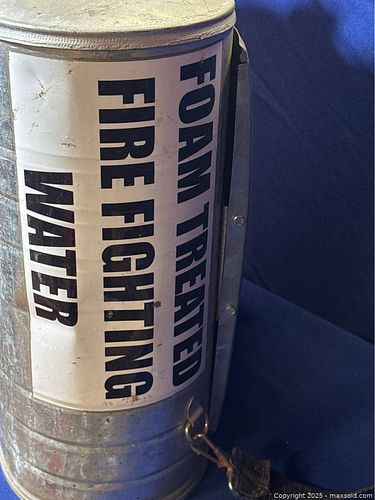 FOAM TREATED
FIRE FIGHTING
WATER
Copyright 2025 - maxsold.com